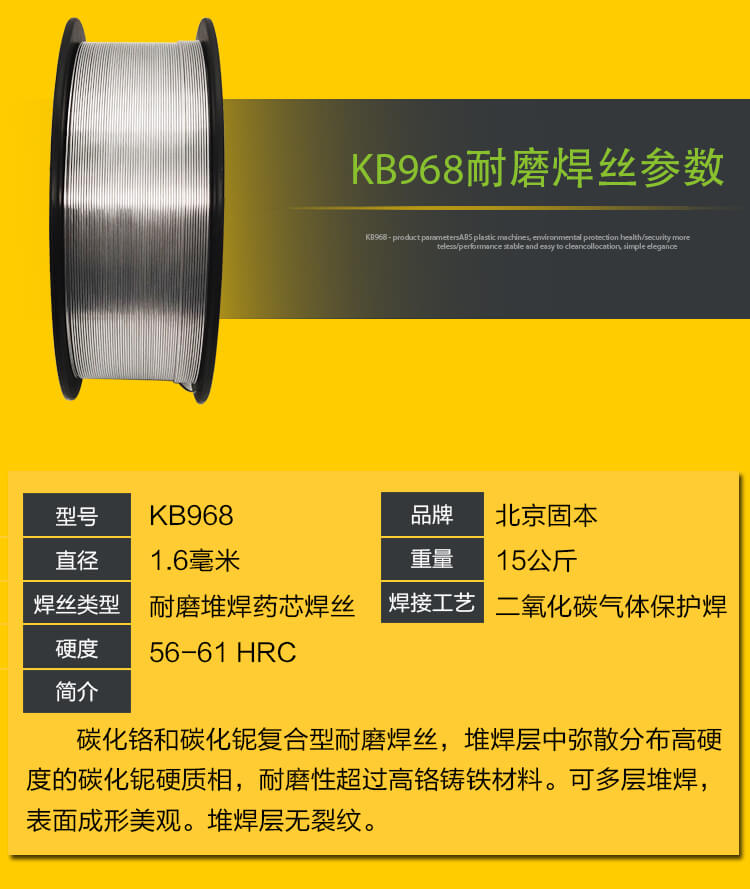 KB968耐磨焊丝参数
KB968 - product parametersABS plastic machines, environmental protection health/security more
teless/performance stable and easy to cleancollocation, simple elegance
型号 KB968 品牌 北京固本
直径 1.6毫米 重量 15公斤
焊丝类型 耐磨堆焊药芯焊丝 焊接工艺 二氧化碳气体保护焊
硬度 56-61 HRC
简介
碳化铬和碳化铌复合型耐磨焊丝，堆焊层中弥散分布高硬
度的碳化铌硬质相，耐磨性超过高铬铸铁材料。可多层堆焊，
表面成形美观。堆焊层无裂纹。